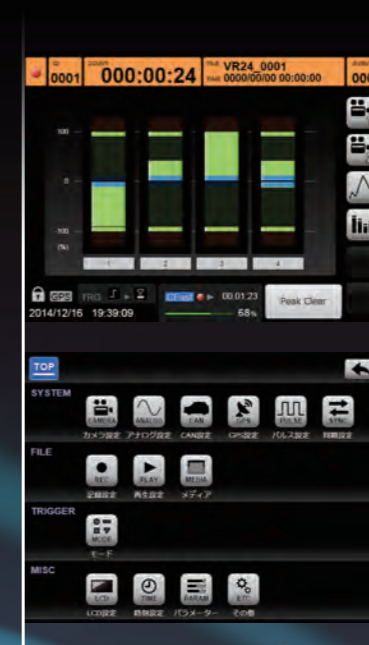 ID
0001
000:00:24
VR24_0001
0000/00/00 00:00:00
100
0
-100
(%)
1 2 3 4
GPS TRG CFast 00:01:23
2014/12/16 19:39:09 68% Peak Clear
TOP
SYSTEM
CAMERA ANALOG CAN GPS PULSE SYNC
カメラ設定 アナログ設定 CAN設定 GPS設定 パルス設定 同期設定
FILE
REC PLAY MEDIA
記録設定 再生設定 メディア
TRIGGER
MODE
モード
MISC
LCD TIME PARAM ETC
LCD設定 時刻設定 パラメーター その他